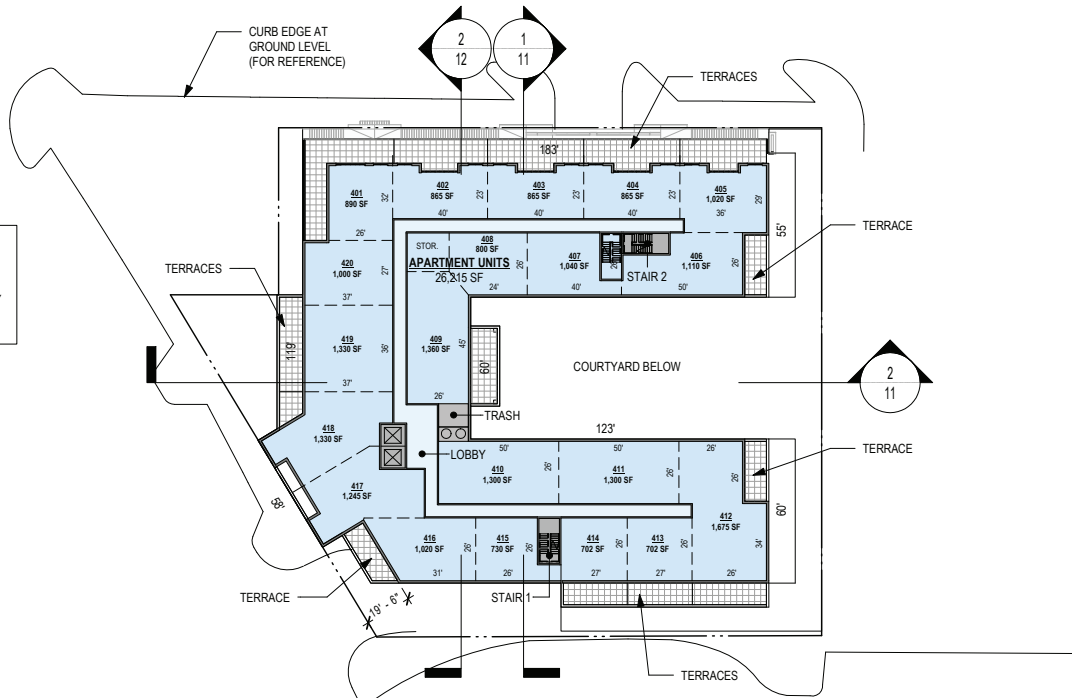 CURB EDGE AT
GROUND LEVEL
(FOR REFERENCE)
2
12
1
11
TERRACES
183'
401
890 SF
32'
26'
402
865 SF
23'
40'
403
865 SF
23'
40'
404
865 SF
23'
40'
405
1,020 SF
36'
29'
55'
TERRACE
STOR.
408
800 SF
26'
24'
407
1,040 SF
26'
40'
STAIR 2
406
1,110 SF
26'
50'
APARTMENT UNITS
26,215 SF
TERRACES
420
1,000 SF
27'
37'
419
1,330 SF
36'
37'
119'
409
1,360 SF
45'
26'
60'
COURTYARD BELOW
2
11
TRASH
LOBBY
123'
418
1,330 SF
417
1,245 SF
58'
50'
410
1,300 SF
26'
50'
411
1,300 SF
26'
26'
26'
412
1,675 SF
34'
26'
TERRACE
60'
416
1,020 SF
26'
31'
415
730 SF
26'
26'
414
702 SF
26'
27'
413
702 SF
26'
27'
STAIR 1
TERRACE
19' - 6"
TERRACES